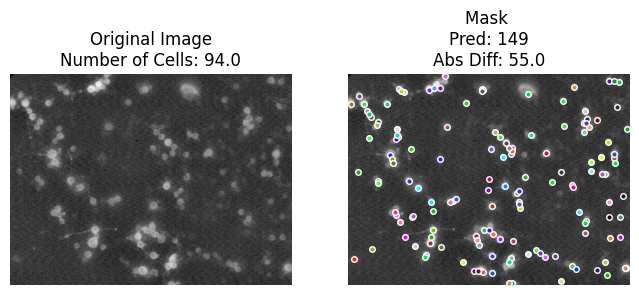 Original Image
Number of Cells: 94.0
Mask
Pred: 149
Abs Diff: 55.0